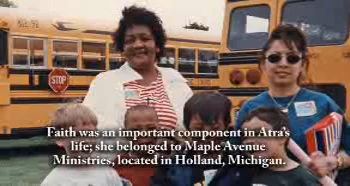 STOP
Faith was an important component in Atra's
life; she belonged to Maple Avenue
Ministries, located in Holland, Michigan.